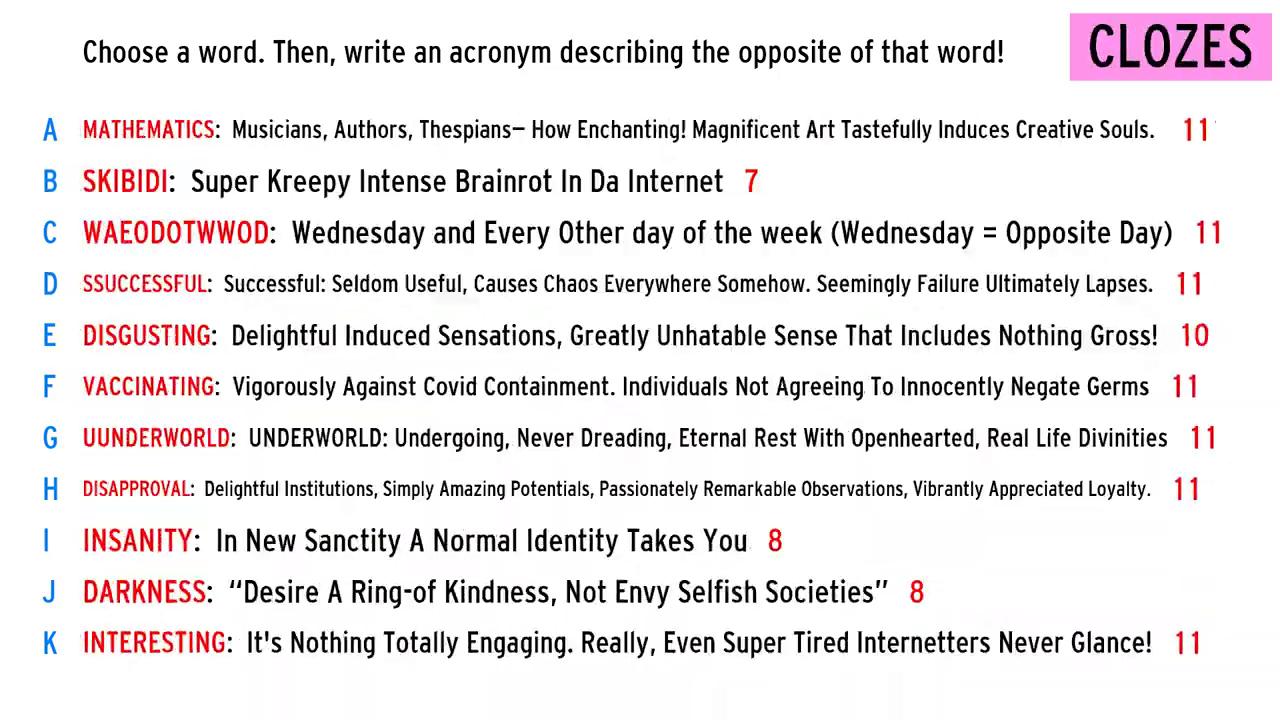 Choose a word. Then, write an acronym describing the opposite of that word!
CLOZES
A MATHEMATICS: Musicians, Authors, Thespians– How Enchanting! Magnificent Art Tastefully Induces Creative Souls. 11
B SKIBIDI: Super Kreepy Intense Brainrot In Da Internet 7
C WAEODOTWWOD: Wednesday and Every Other day of the week (Wednesday = Opposite Day) 11
D SSUCCESSFUL: Successful: Seldom Useful, Causes Chaos Everywhere Somehow. Seemingly Failure Ultimately Lapses. 11
E DISGUSTING: Delightful Induced Sensations, Greatly Unhatable Sense That Includes Nothing Gross! 10
F VACCINATING: Vigorously Against Covid Containment. Individuals Not Agreeing To Innocently Negate Germs 11
G UUNDERWORLD: UNDERWORLD: Undergoing, Never Dreading, Eternal Rest With Openhearted, Real Life Divinities 11
H DISAPPROVAL: Delightful Institutions, Simply Amazing Potentials, Passionately Remarkable Observations, Vibrantly Appreciated Loyalty. 11
I INSANITY: In New Sanctity A Normal Identity Takes You 8
J DARKNESS: “Desire A Ring-of Kindness, Not Envy Selfish Societies” 8
K INTERESTING: It's Nothing Totally Engaging. Really, Even Super Tired Internetters Never Glance! 11